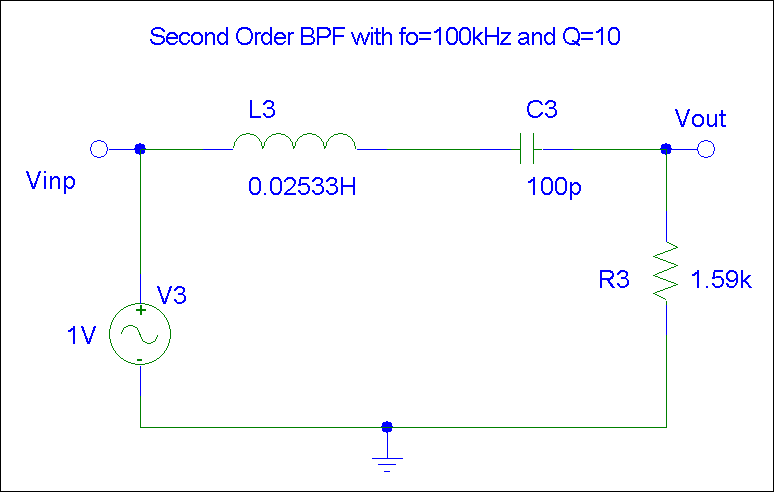 Second Order BPF with fo=100kHz and Q=10
L3
C3
Vout
Vinp
0.02533H
100p
R3
1.59k
V3
1V
+
-